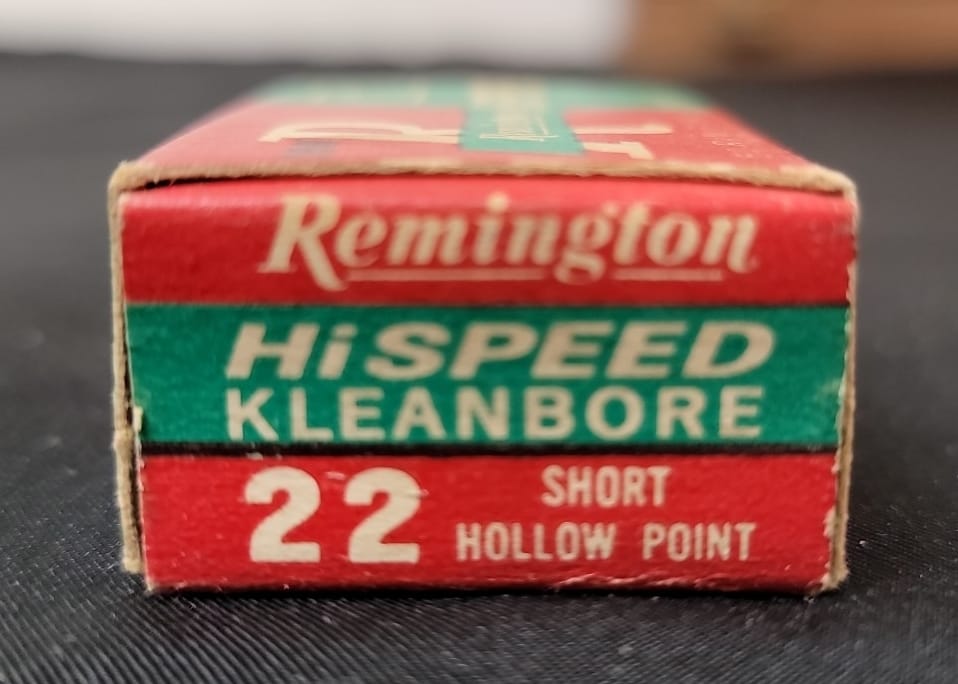 Remington
HiSPEED
KLEANBORE
22 SHORT
HOLLOW POINT